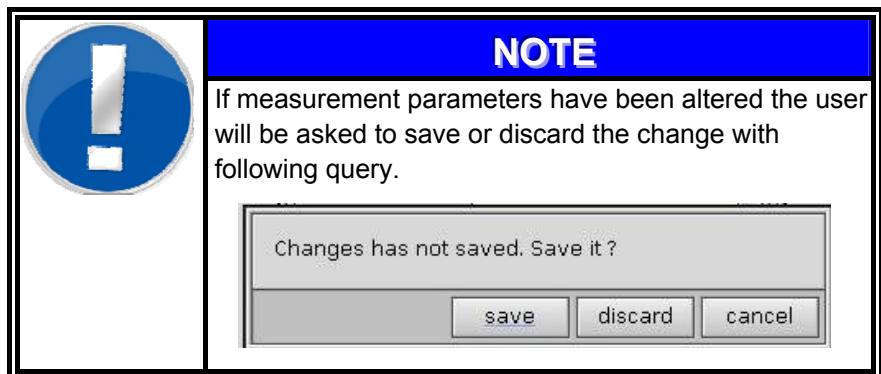 NOTE
If measurement parameters have been altered the user
will be asked to save or discard the change with
following query.
Changes has not saved. Save it ?
save discard cancel